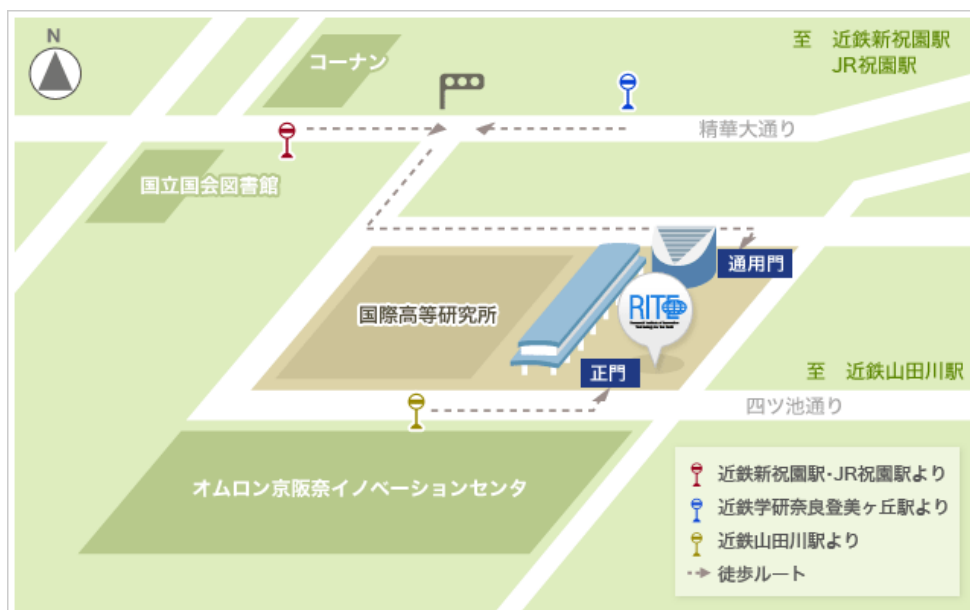 N
コーナン
至 近鉄新祝園駅
JR祝園駅
精華大通り
国立国会図書館
通用門
RITE
国際高等研究所
正門
至 近鉄山田川駅
四ツ池通り
オムロン京阪奈イノベーションセンタ
近鉄新祝園駅・JR祝園駅より
近鉄学研奈良登美ヶ丘駅より
近鉄山田川駅より
徒歩ルート